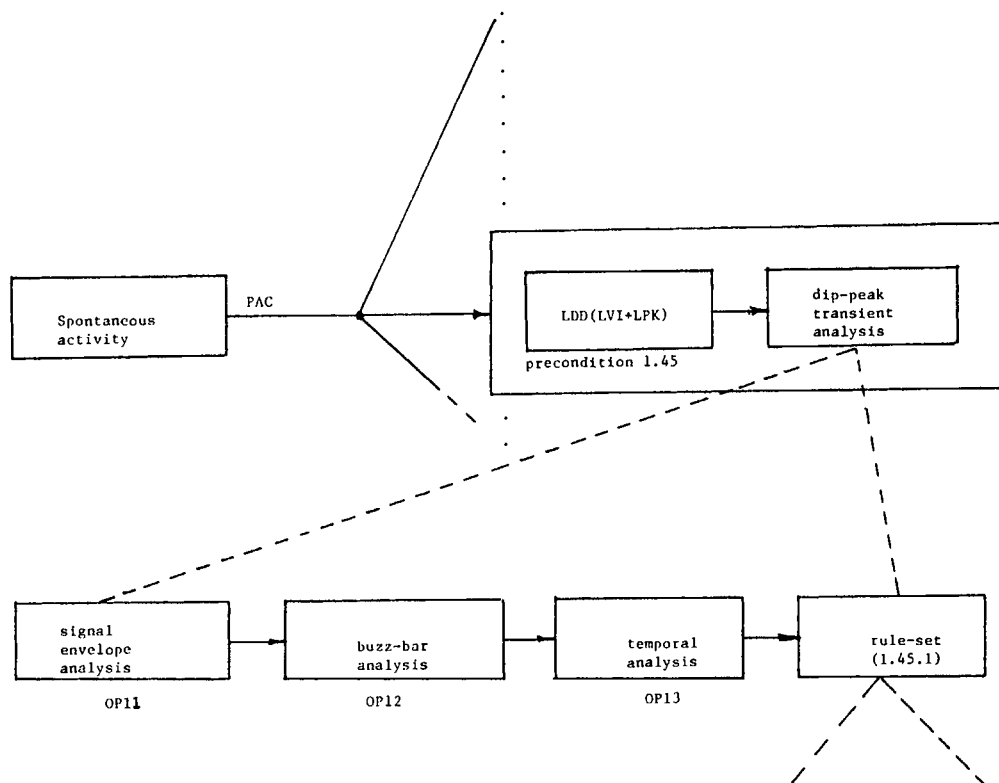 PAC
Spontaneous
activity
LDD(LVI+LPK)
precondition 1.45
dip-peak
transient
analysis
signal
envelope
analysis
OP11
buzz-bar
analysis
OP12
temporal
analysis
OP13
rule-set
(1.45.1)